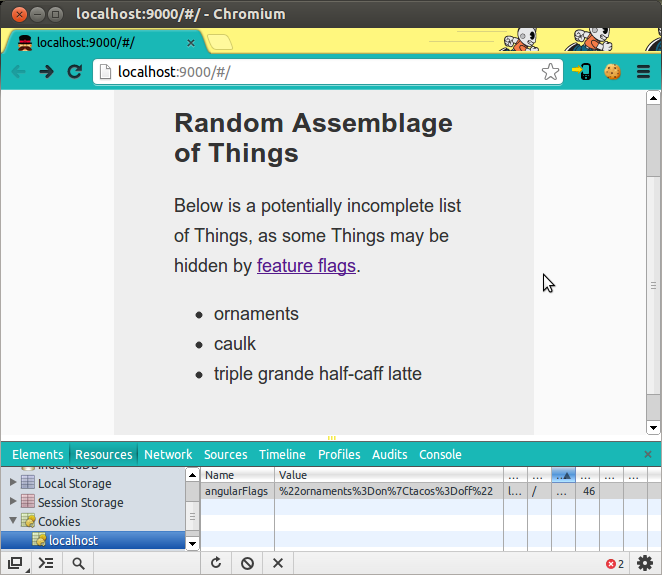 localhost:9000/#/ - Chromium
localhost:9000/#/
localhost:9000/#/
Random Assemblage
of Things
Below is a potentially incomplete list
of Things, as some Things may be
hidden by feature flags.
• ornaments
• caulk
• triple grande half-caff latte
Elements Resources Network Sources Timeline Profiles Audits Console
IndexedDB
Local Storage
Session Storage
Cookies
localhost
Name Value ... ... ... ... ... ...
angularFlags %22ornaments%3Don%7Ctacos%3Doff%22 l... / ... 46
2